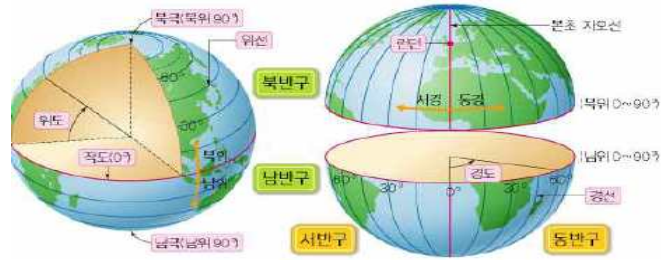 북극(북위 90°)
위선
60°
30°
위도
적도(0°)
북위
남위
남극(남위 90°)
북반구
남반구
본초 자오선
런던
서경 동경
(북위 0~90°)
(남위 0~90°)
경도
60° 30° 0° 30° 60°
경선
서반구
동반구